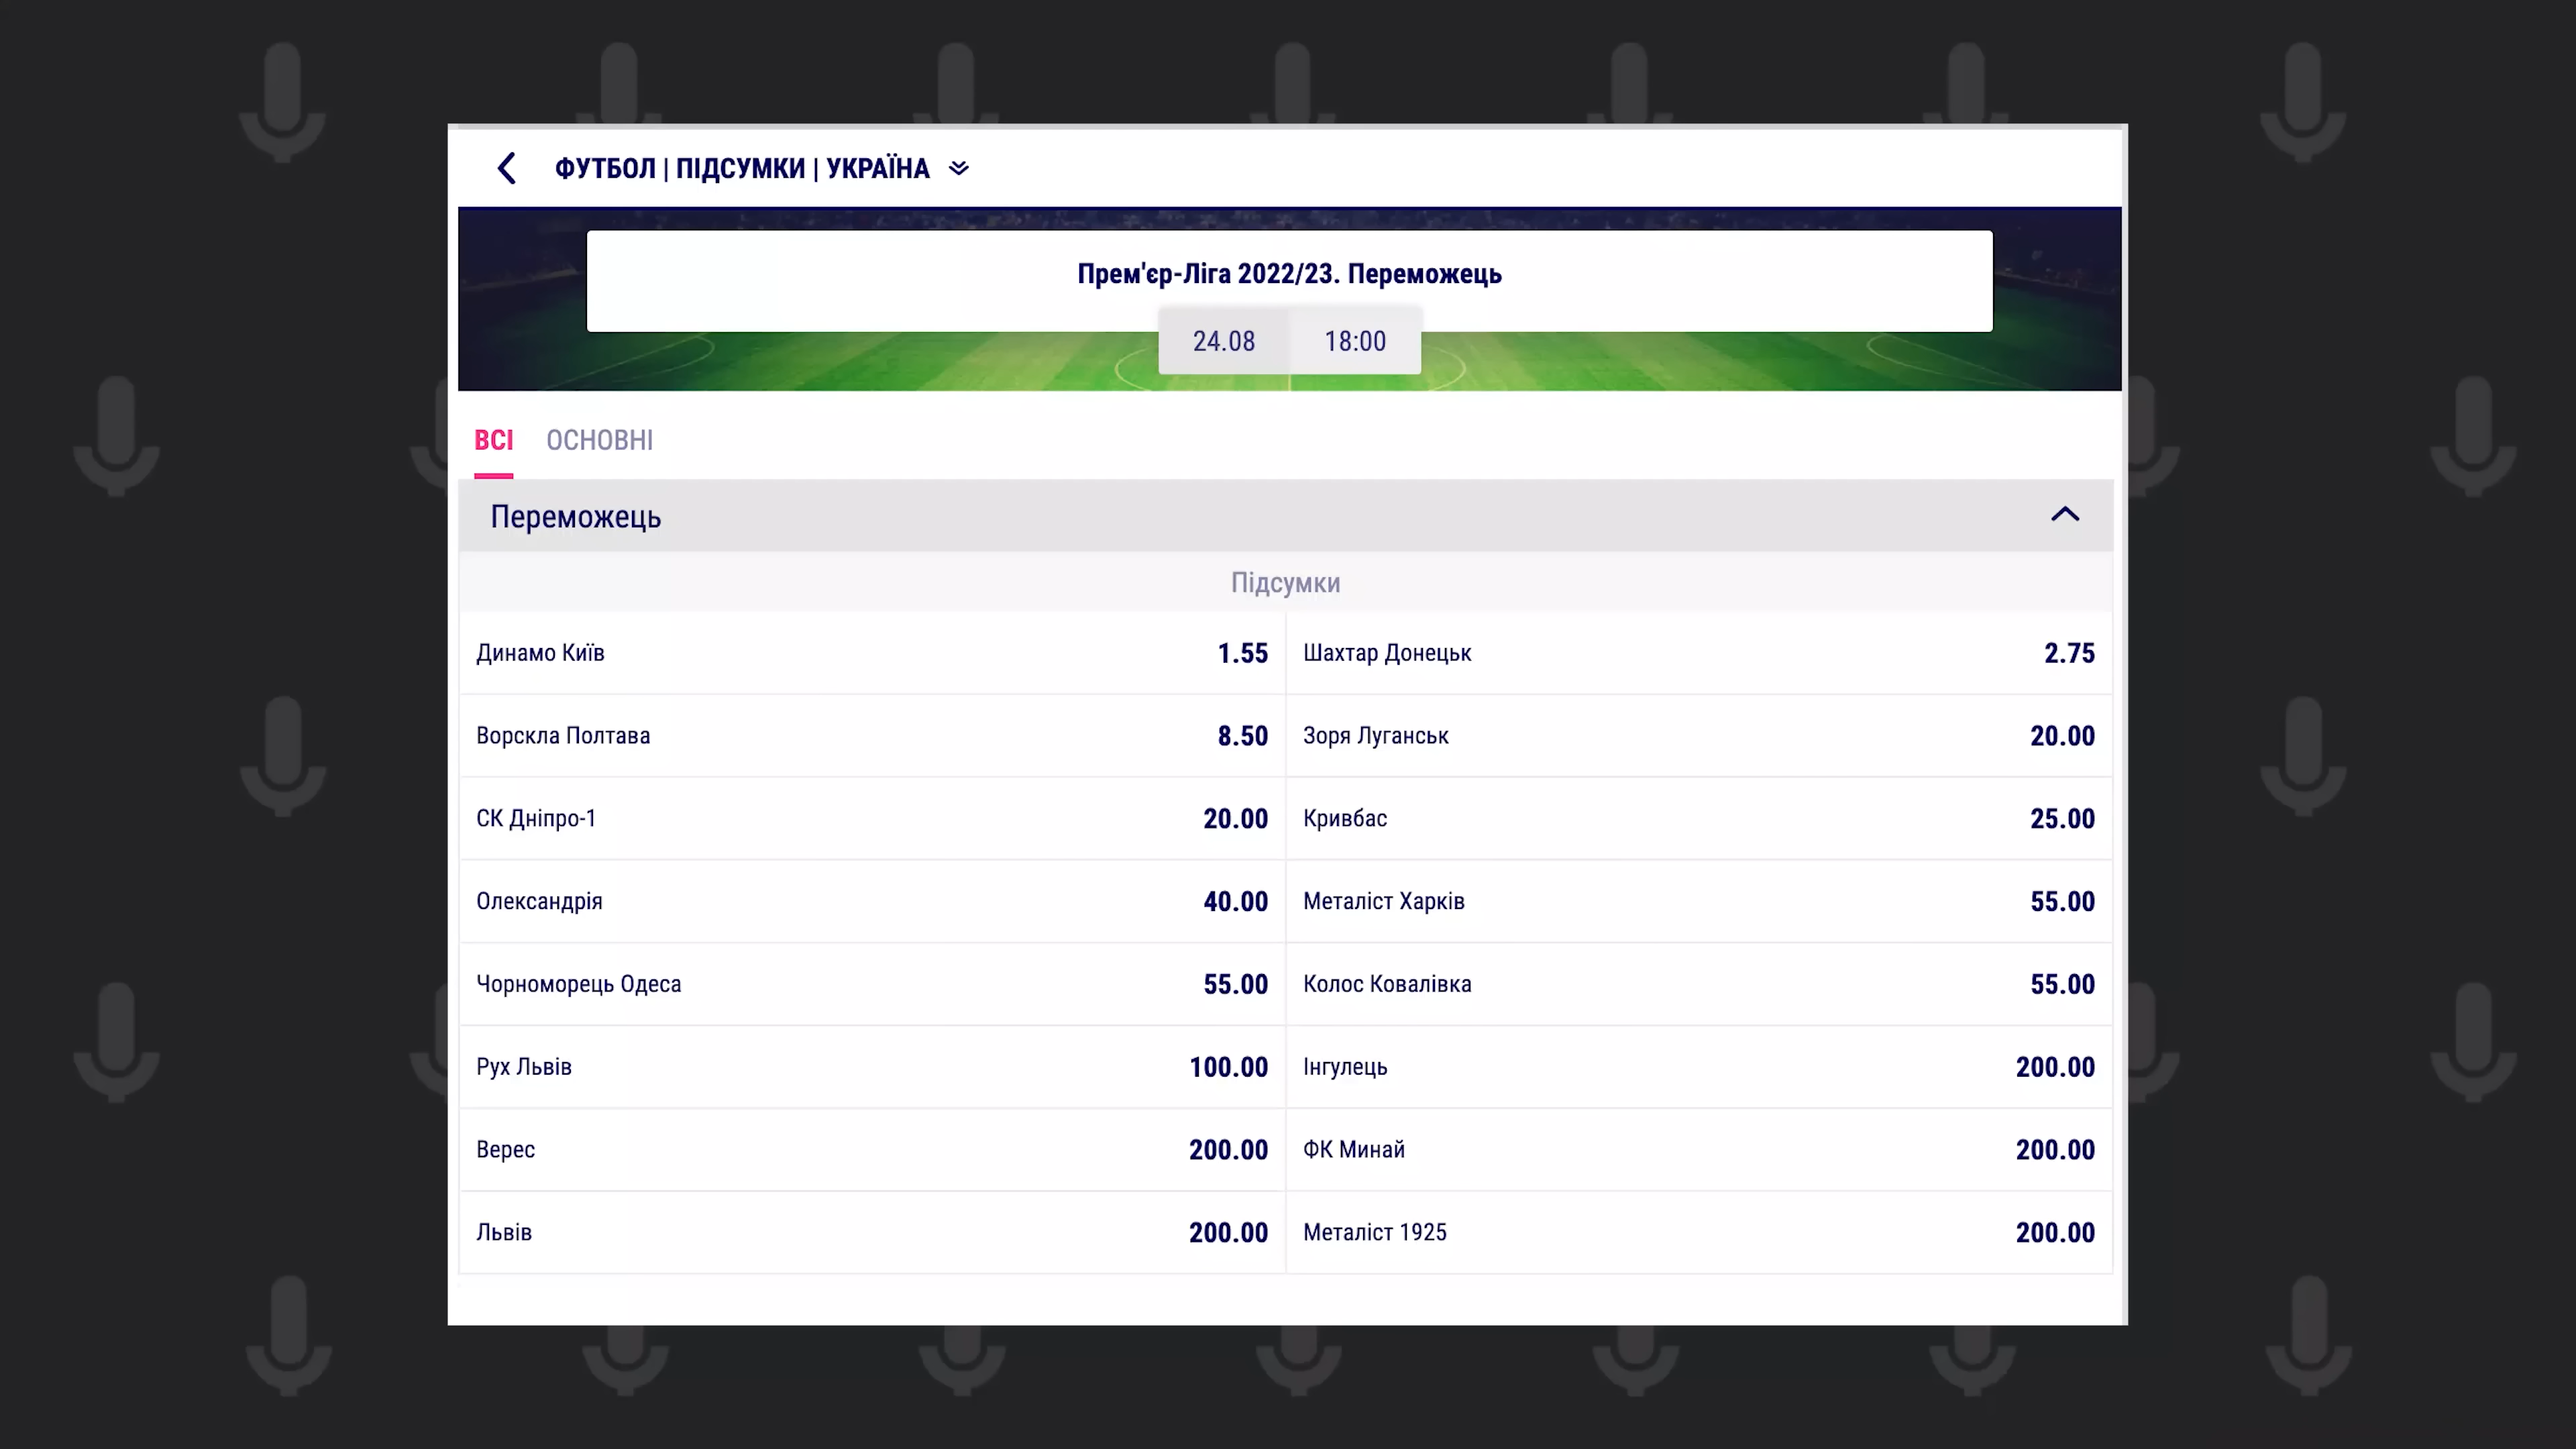 ФУТБОЛ | ПІДСУМКИ | УКРАЇНА
Прем'єр-Ліга 2022/23. Переможець
24.08 18:00
ВСІ ОСНОВНІ
Переможець
Підсумки
Динамо Київ 1.55 Шахтар Донецьк 2.75
Ворскла Полтава 8.50 Зоря Луганськ 20.00
СК Дніпро-1 20.00 Кривбас 25.00
Олександрія 40.00 Металіст Харків 55.00
Чорноморець Одеса 55.00 Колос Ковалівка 55.00
Рух Львів 100.00 Інгулець 200.00
Верес 200.00 ФК Минай 200.00
Львів 200.00 Металіст 1925 200.00